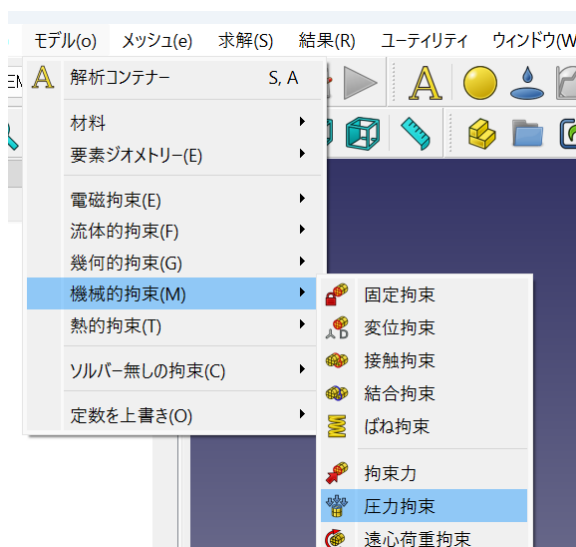 モデル(o) メッシュ(e) 求解(S) 結果(R) ユーティリティ ウィンドウ(W
解析コンテナー S, A
材料
要素ジオメトリー(E)
電磁拘束(E)
流体的拘束(F)
幾何的拘束(G)
機械的拘束(M)
熱的拘束(T)
ソルバー無しの拘束(C)
定数を上書き(O)
固定拘束
変位拘束
接触拘束
結合拘束
ばね拘束
拘束力
圧力拘束
遠心荷重拘束